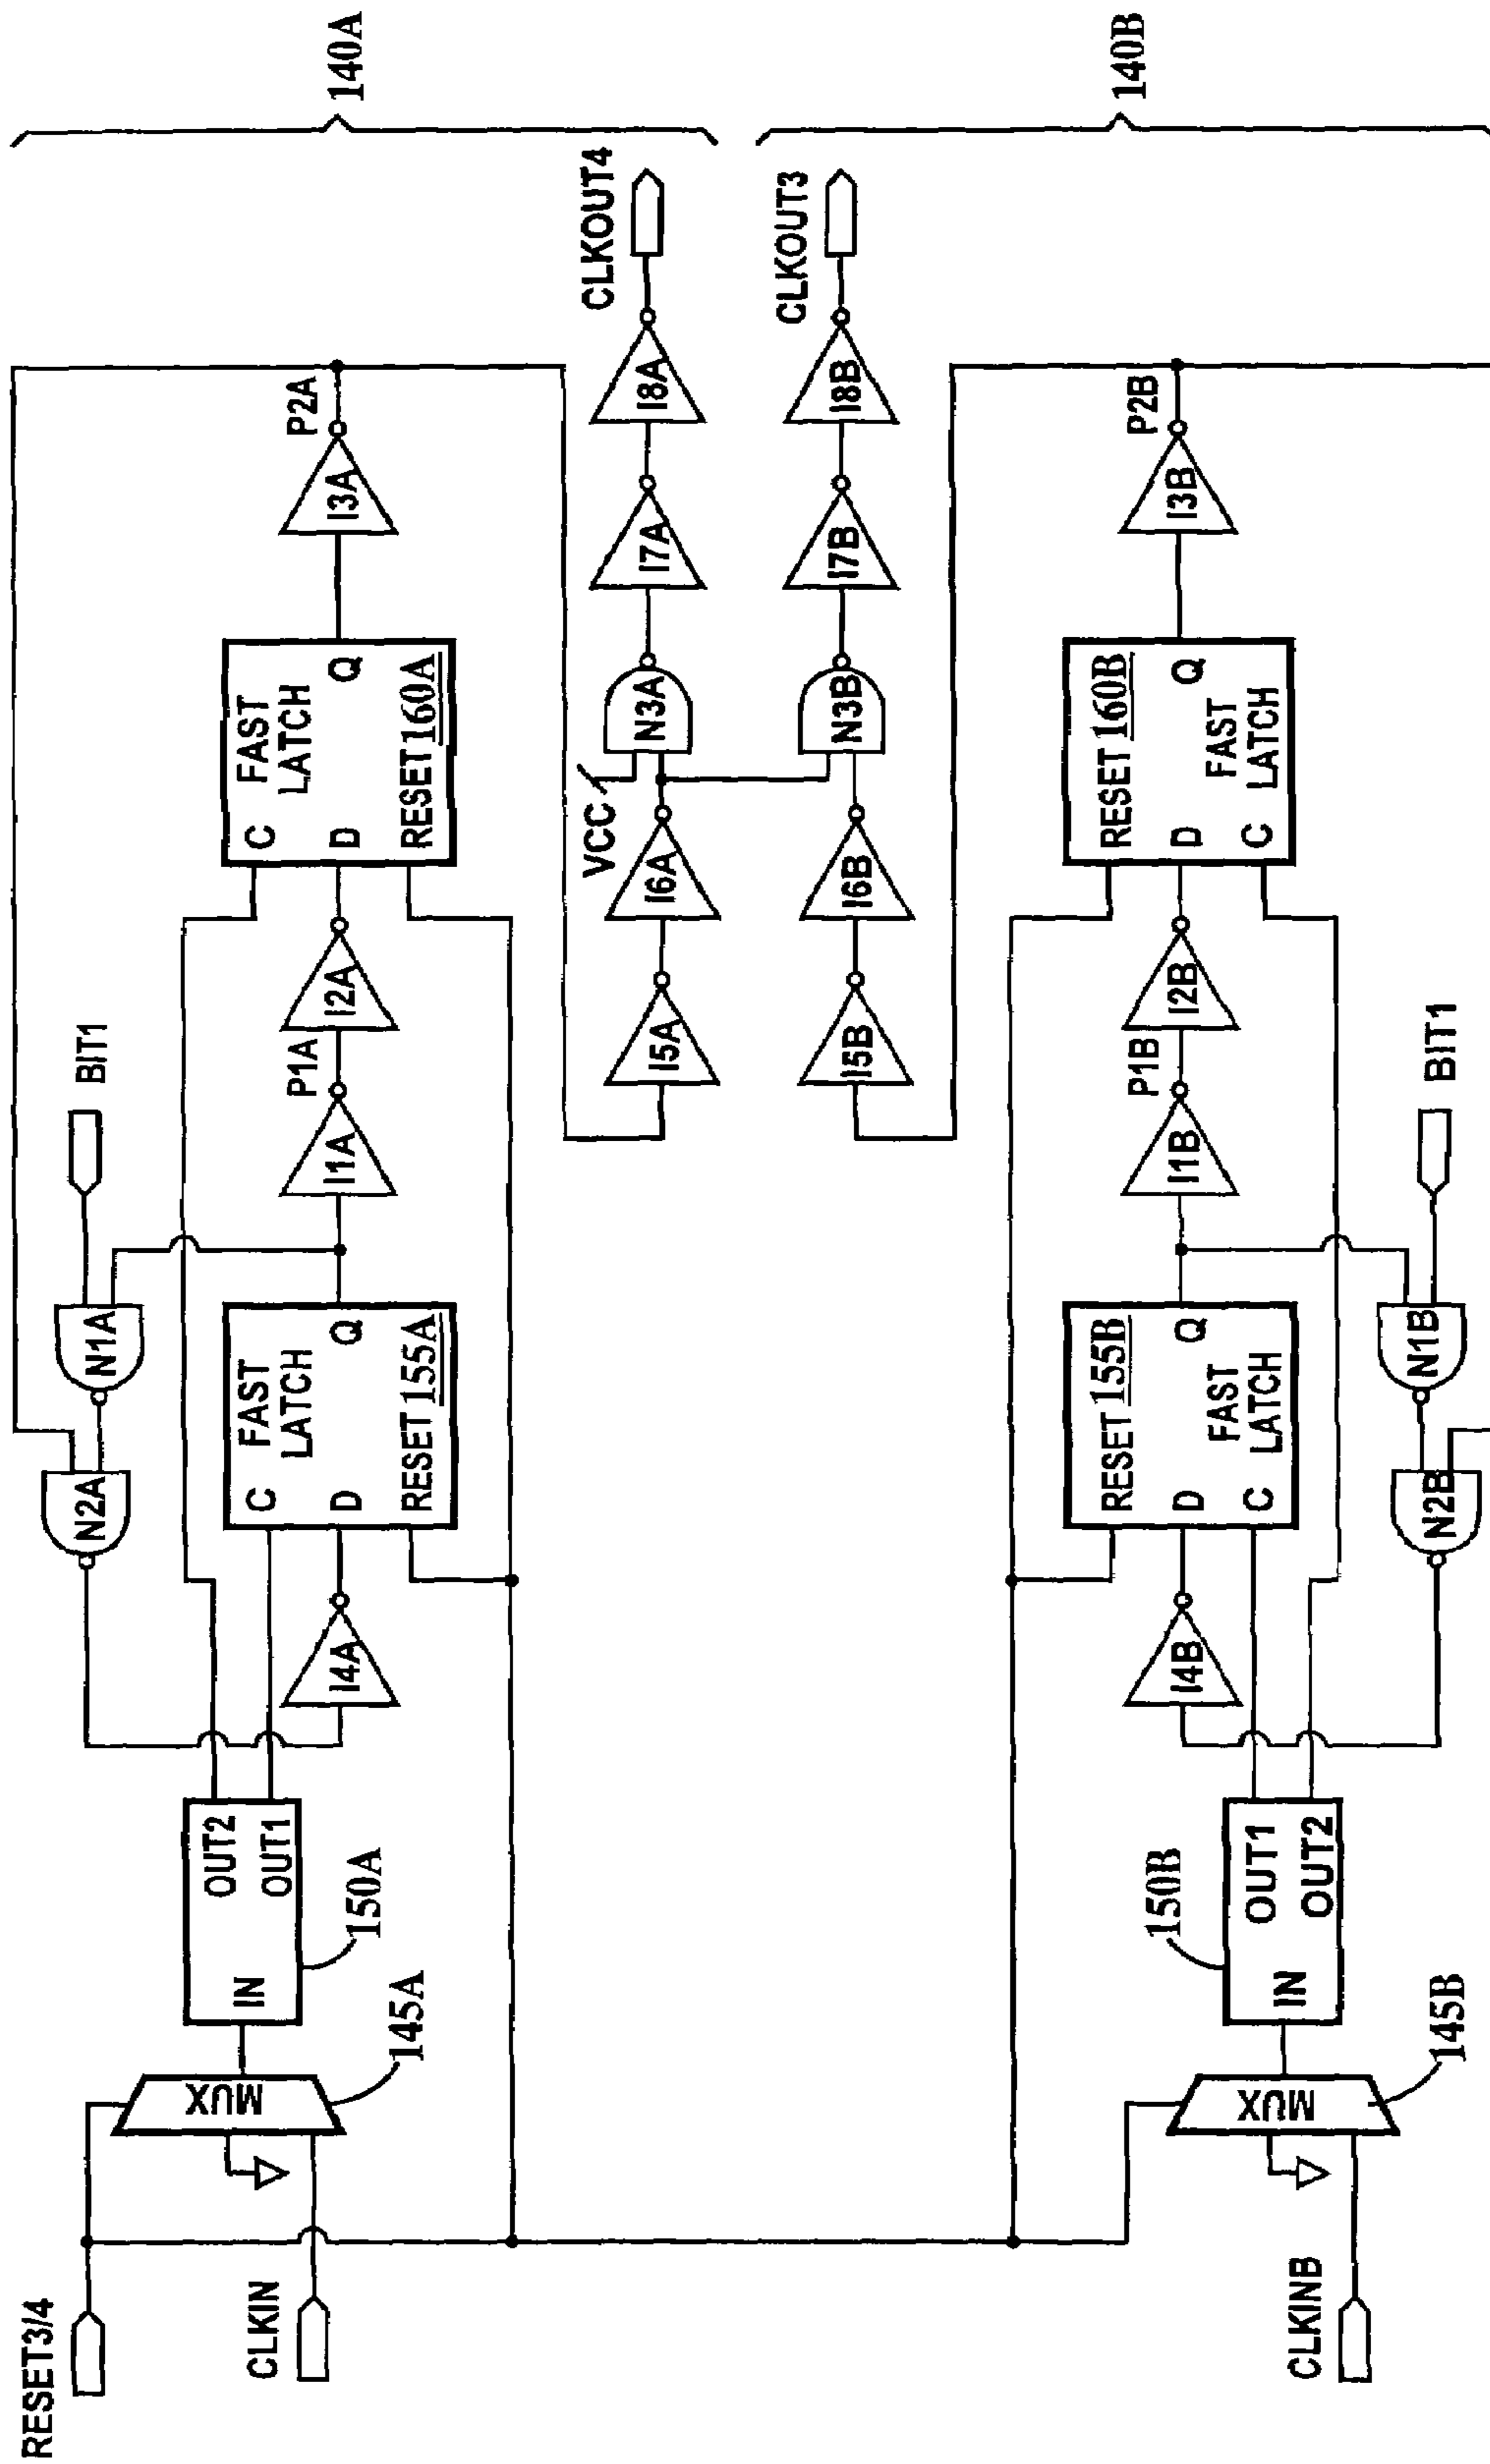 140A
140B
RESET3/4
CLKIN
MUX
145A
IN
OUT2
OUT1
150A
N2A
N1A
BIT1
I4A
C
FAST
LATCH
D
Q
RESET 155A
I1A
P1A
I2A
C
FAST
LATCH
D
Q
RESET 160A
I3A
P2A
I5A
I6A
VCC
N3A
I7A
I8A
CLKOUT4
I5B
I6B
N3B
I7B
I8B
CLKOUT3
CLKINB
MUX
145B
IN
OUT1
OUT2
150B
I4B
RESET 155B
D
Q
FAST
LATCH
C
I1B
P1B
I2B
RESET 160B
D
Q
FAST
LATCH
C
I3B
P2B
N2B
N1B
BIT1